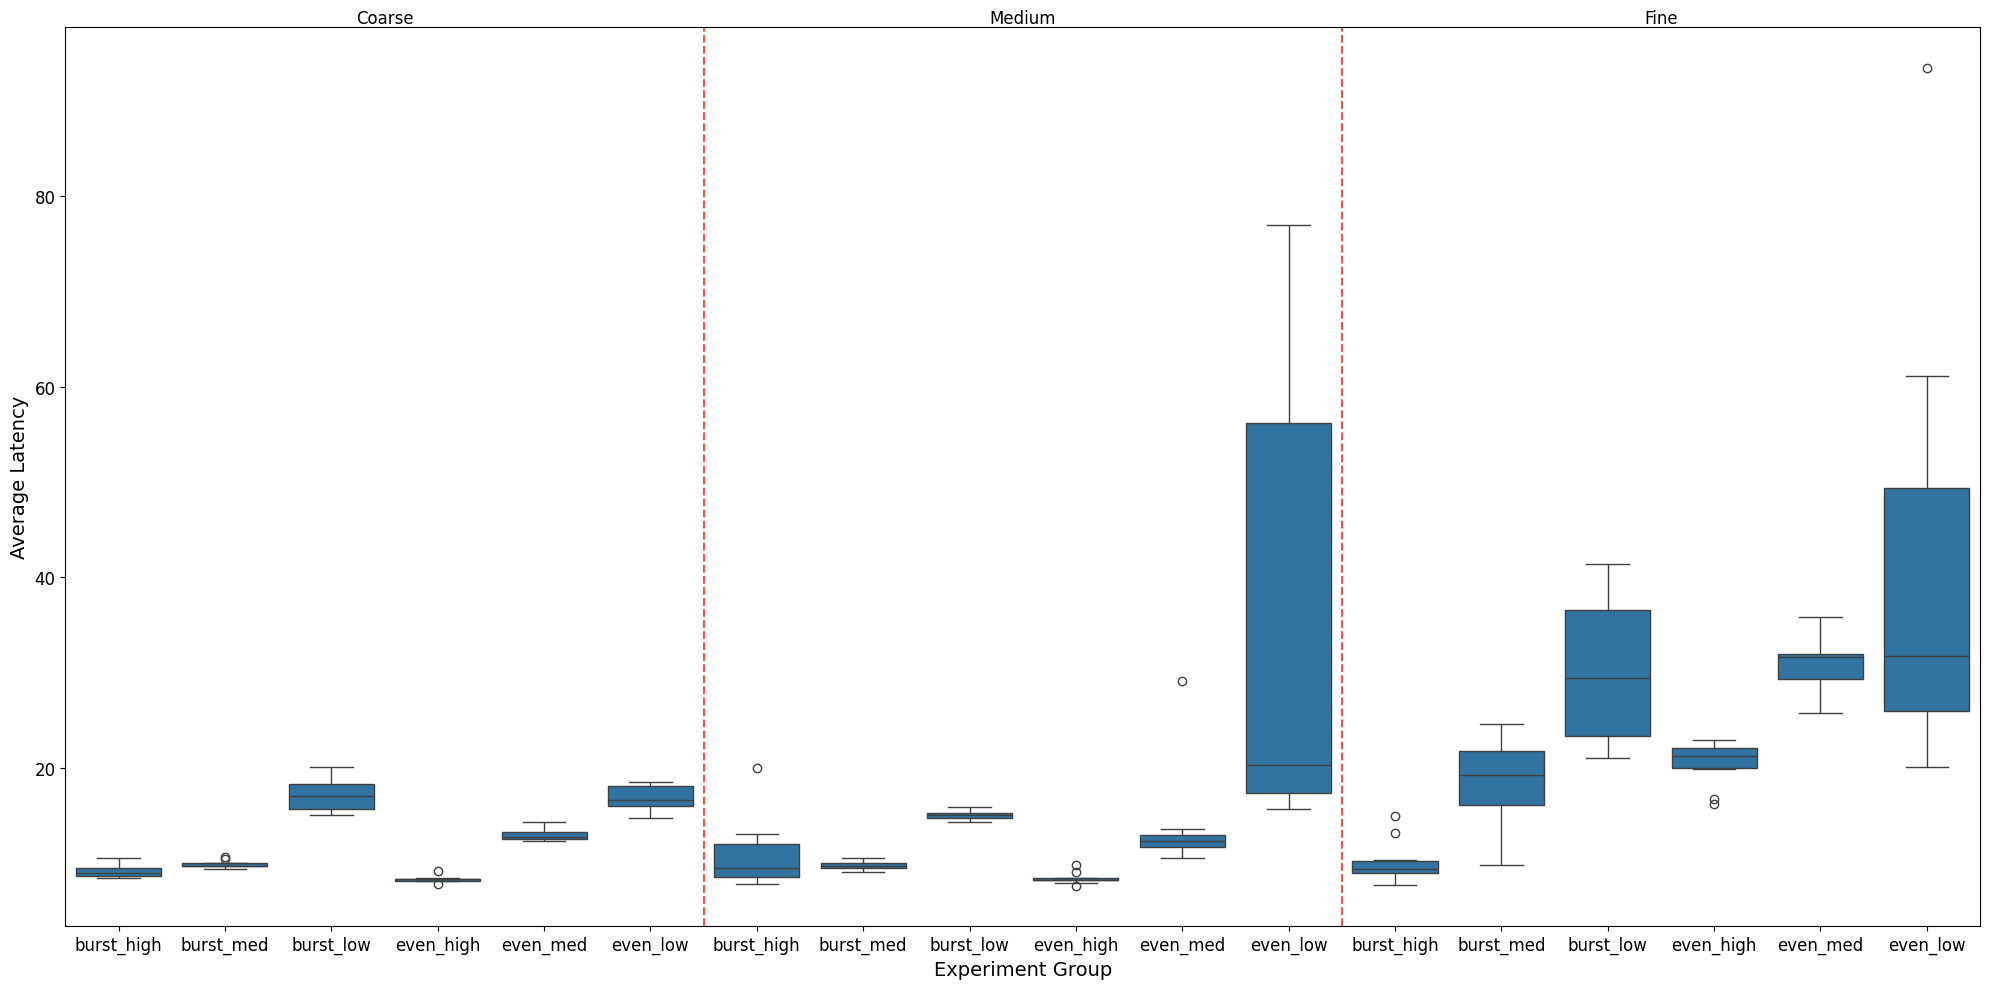 Coarse Medium Fine
80
60
40
20
Average Latency
burst_high burst_med burst_low even_high even_med even_low burst_high burst_med burst_low even_high even_med even_low burst_high burst_med burst_low even_high even_med even_low
Experiment Group